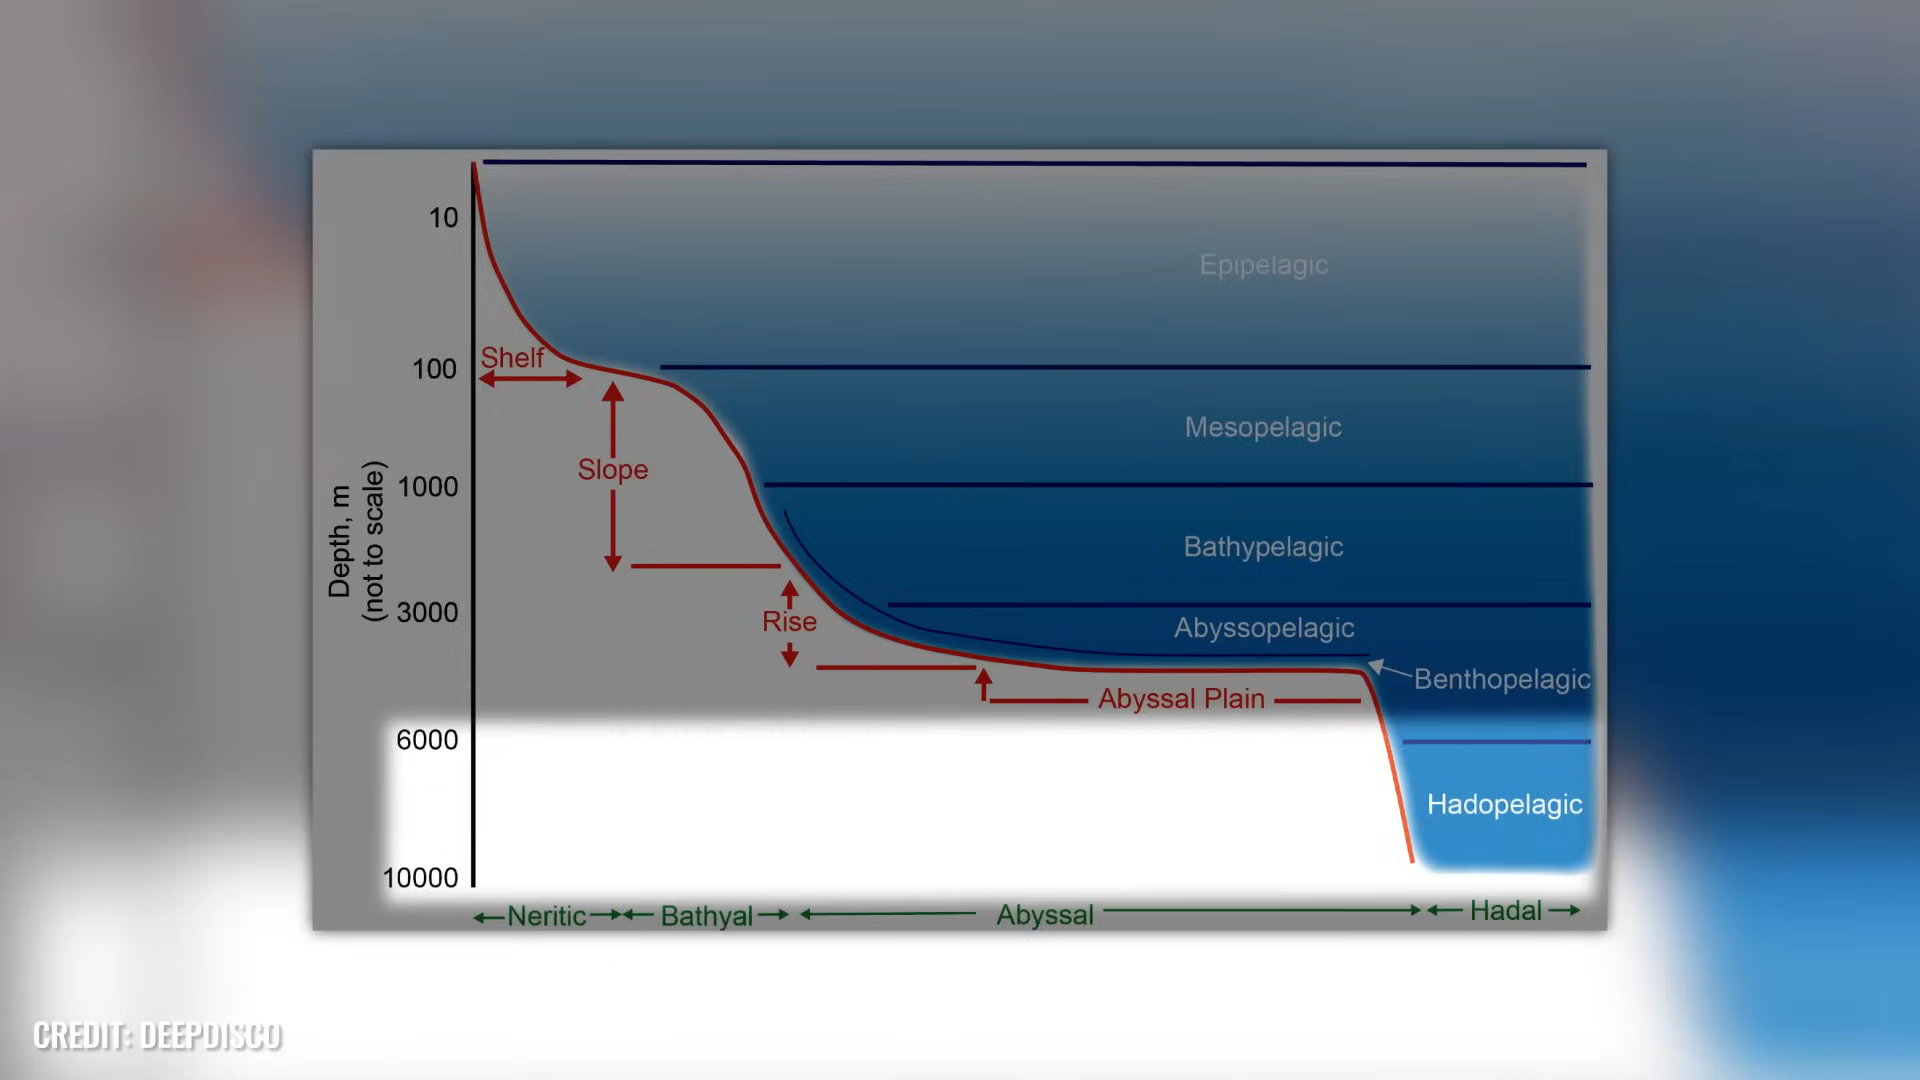 10
Epipelagic
Shelf
100
Mesopelagic
Slope
1000
Depth, m
(not to scale)
Bathypelagic
3000
Rise
Abyssopelagic
Benthopelagic
Abyssal Plain
6000
Hadopelagic
10000
Neritic Bathyal Abyssal Hadal
CREDIT: DEEPDISCO